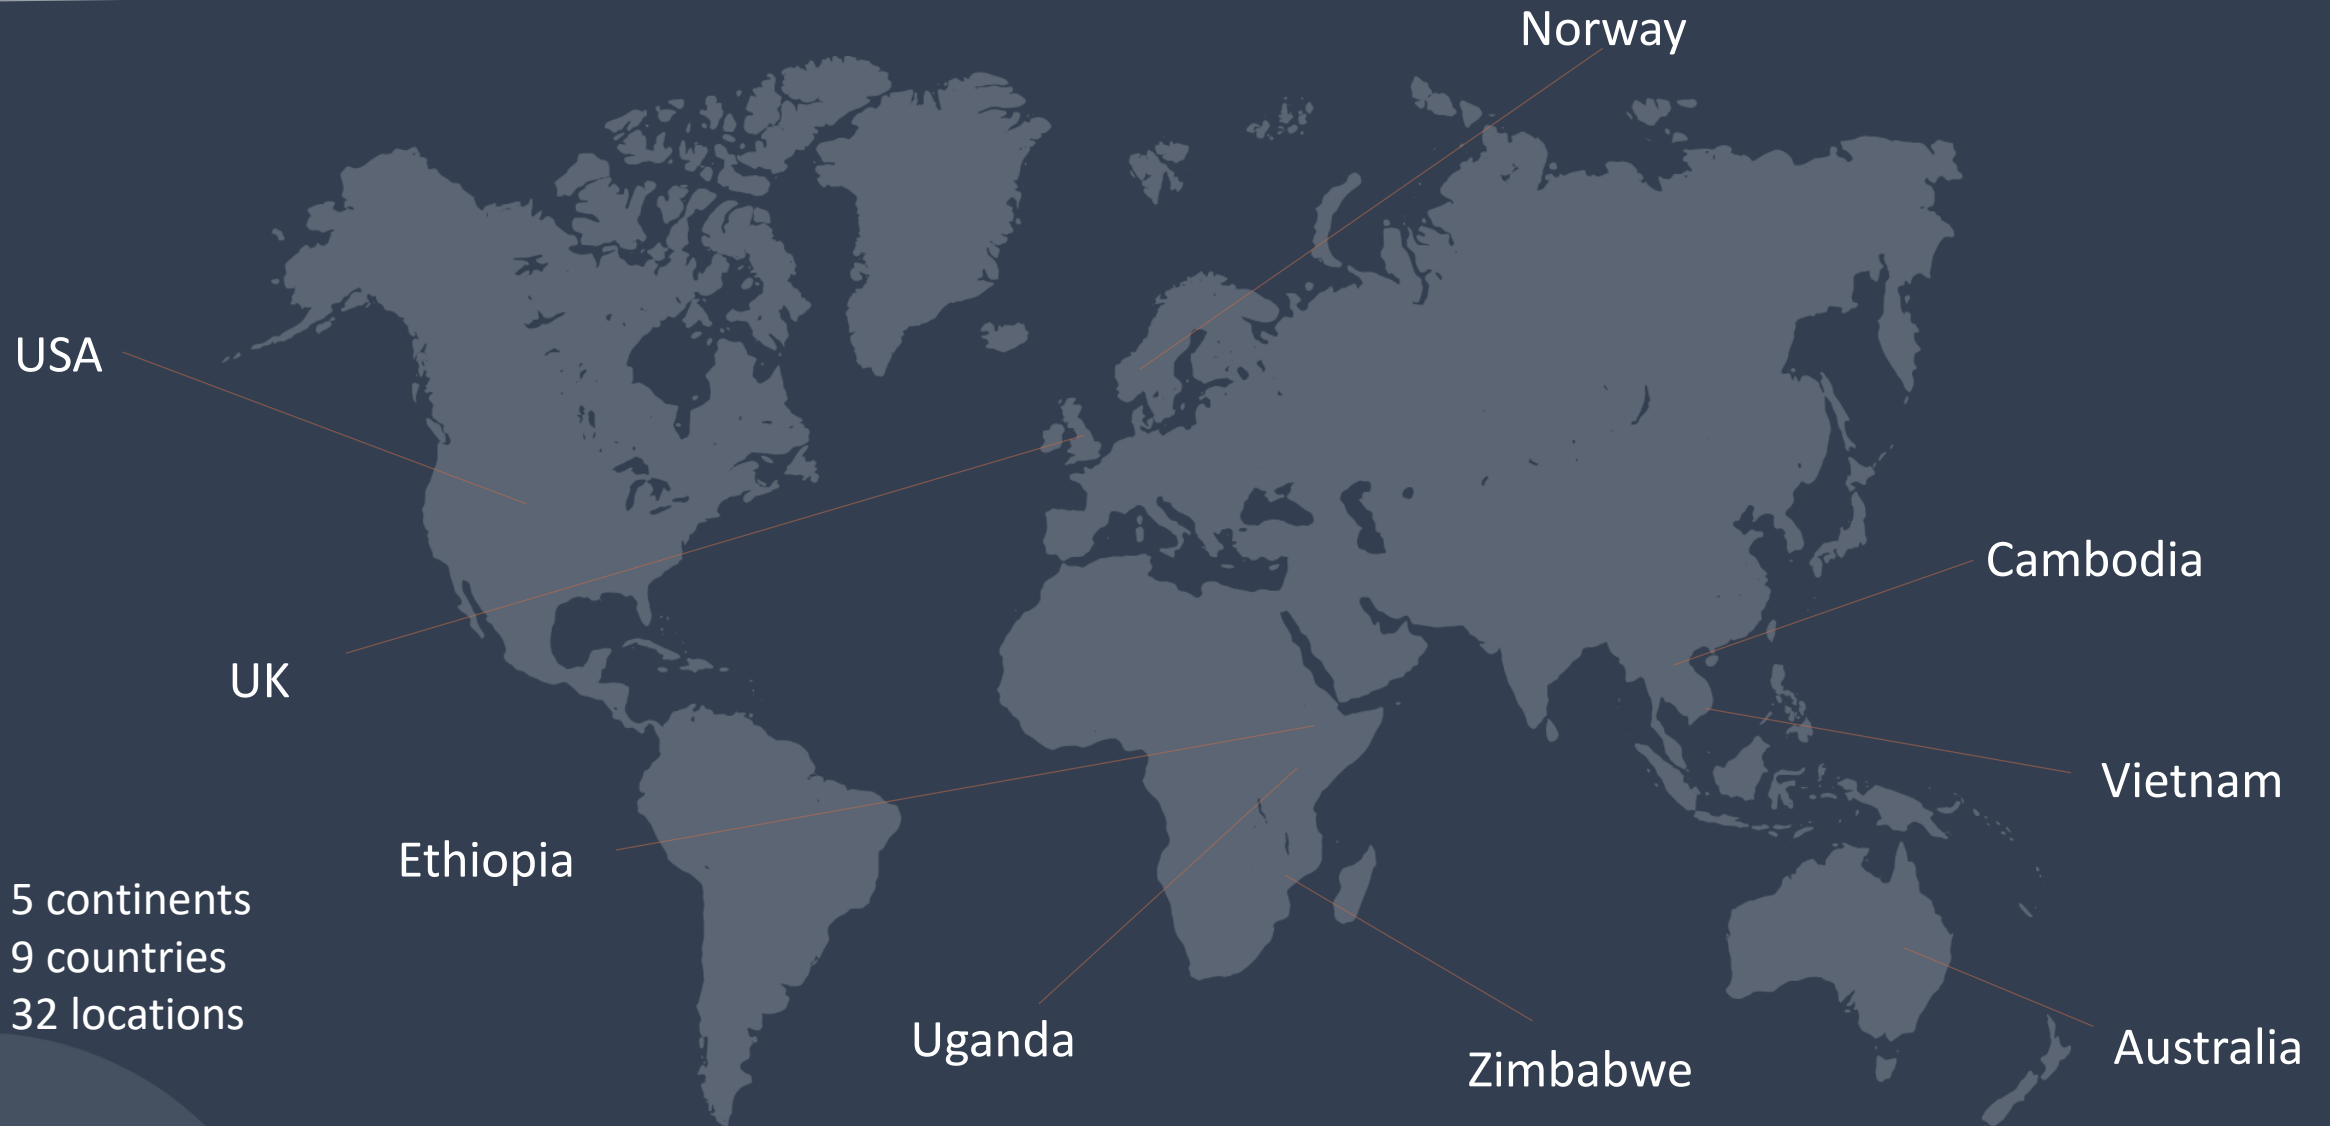 Norway
USA
Cambodia
UK
Vietnam
Ethiopia
5 continents
9 countries
32 locations
Uganda
Zimbabwe
Australia